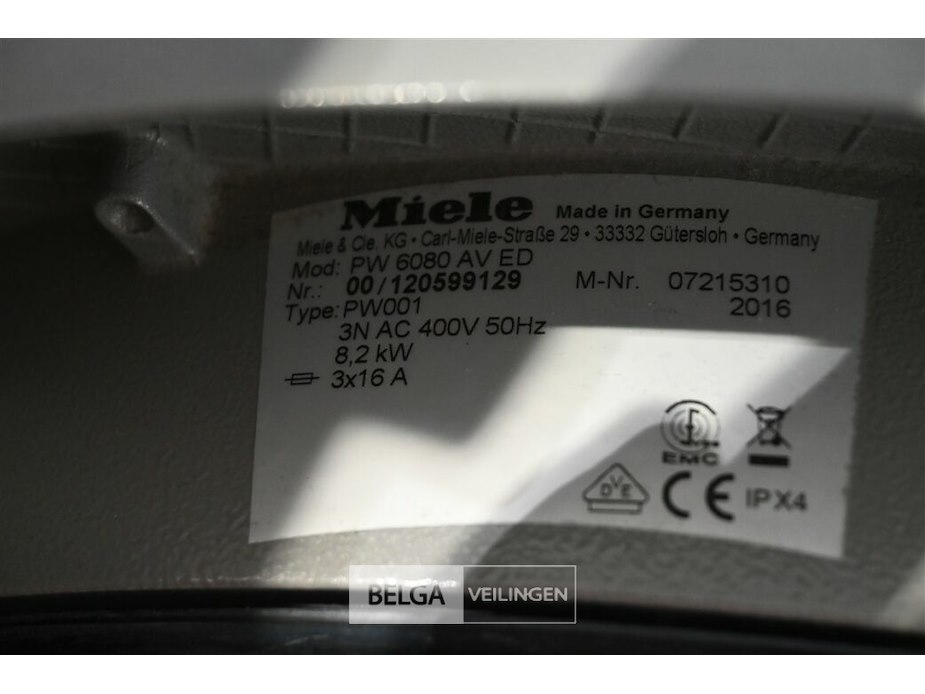 Miele Made in Germany
Miele & Cie. KG • Carl-Miele-Straße 29 • 33332 Gütersloh • Germany
Mod: PW 6080 AV ED
Nr.: 00/120599129 M-Nr. 07215310
Type: PW001 2016
3N AC 400V 50Hz
8,2 kW
3x16 A
EMC
DVE CE IPX4
BELGA VEILINGEN